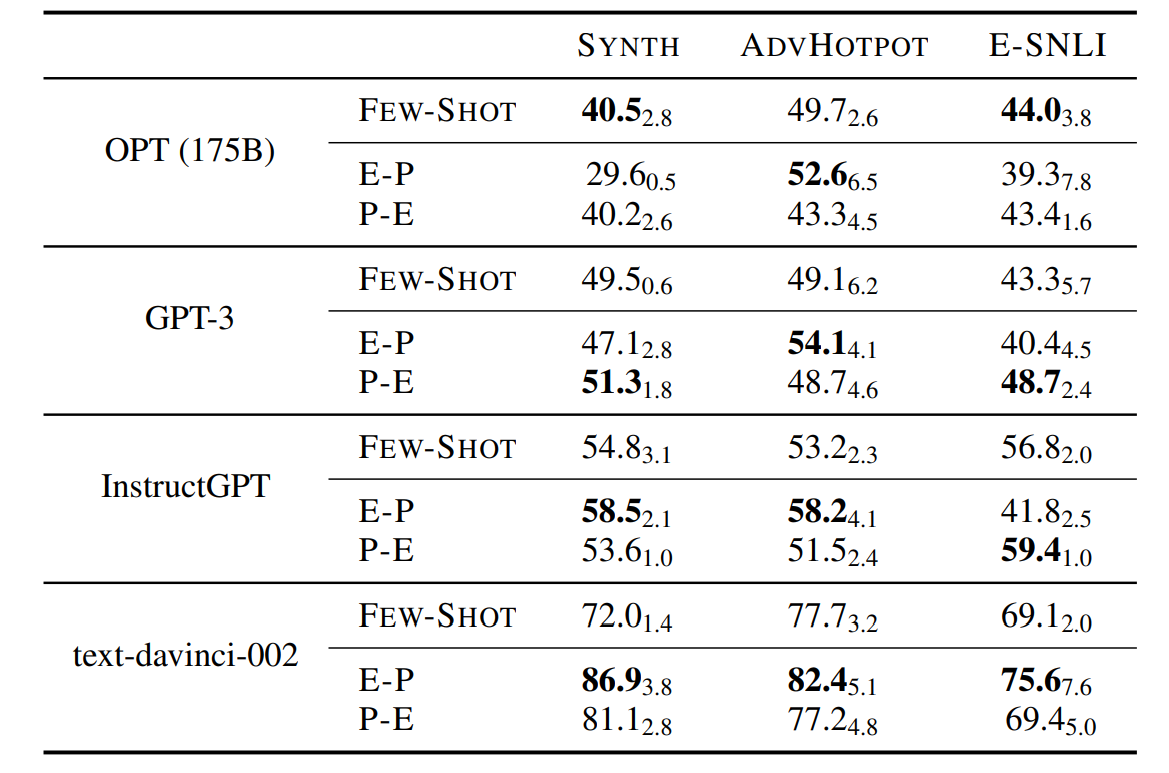 SYNTH ADVHOTPOT E-SNLI
OPT (175B)
FEW-SHOT 40.5 2.8 49.7 2.6 44.0 3.8
E-P 29.6 0.5 52.6 6.5 39.3 7.8
P-E 40.2 2.6 43.3 4.5 43.4 1.6
GPT-3
FEW-SHOT 49.5 0.6 49.1 6.2 43.3 5.7
E-P 47.1 2.8 54.1 4.1 40.4 4.5
P-E 51.3 1.8 48.7 4.6 48.7 2.4
InstructGPT
FEW-SHOT 54.8 3.1 53.2 2.3 56.8 2.0
E-P 58.5 2.1 58.2 4.1 41.8 2.5
P-E 53.6 1.0 51.5 2.4 59.4 1.0
text-davinci-002
FEW-SHOT 72.0 1.4 77.7 3.2 69.1 2.0
E-P 86.9 3.8 82.4 5.1 75.6 7.6
P-E 81.1 2.8 77.2 4.8 69.4 5.0